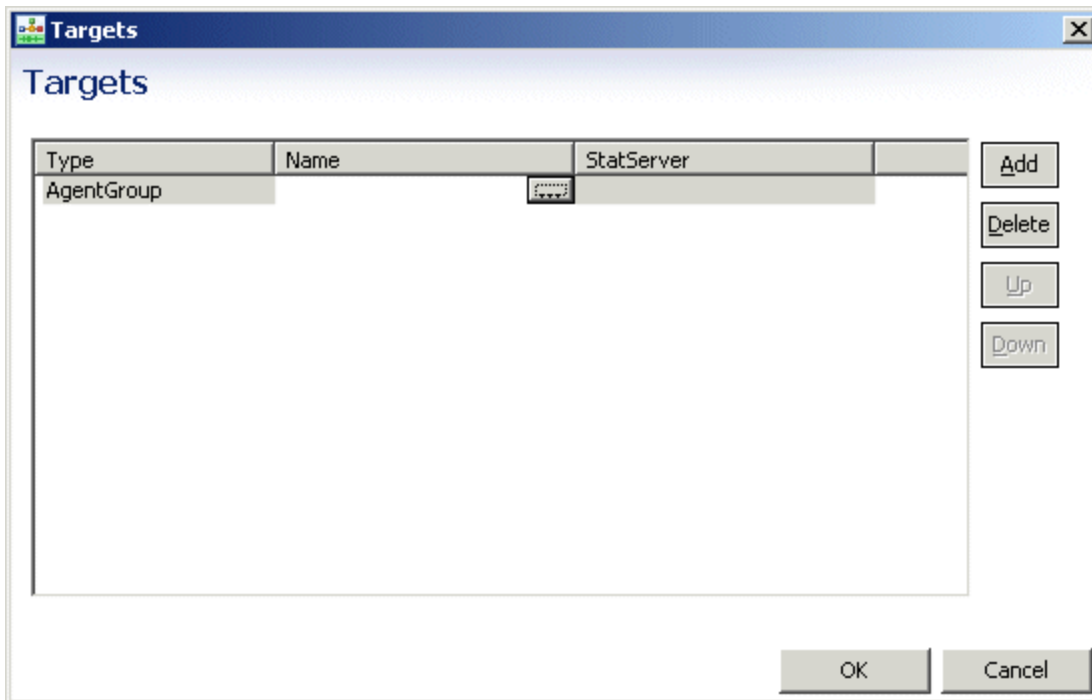 Targets
Targets
Type Name StatServer
AgentGroup ...
Add
Delete
Up
Down
OK Cancel